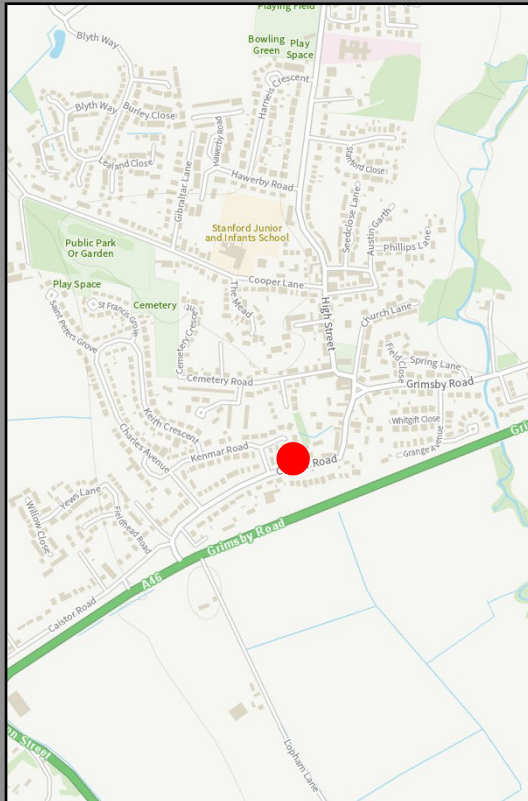 Playing Field
Blyth Way
Bowling
Green
Play
Space
Harneis Crescent
Blyth Way
Burley Close
Hawerby Road
Leafand Close
Gibraltar Lane
Hawerby Road
Seedclose Lane
Austin Garth
Phillips Lane
Stanford Junior
and Infants School
Public Park
Or Garden
Play Space
Cooper Lane
The Mead
St Francis Grove
Cemetery
Saint Peters Grove
Cemetery Crescent
High Street
Church Lane
Spring Lane
Field Close
Cemetery Road
Grimsby Road
Keith Crescent
Whitgift Close
Grange Avenue
Charles Avenue
Kenmar Road
Road
Yews Lane
Fieldhead Road
Willow Close
Grimsby Road
A46
Caistor Road
Lopham Lane
Street